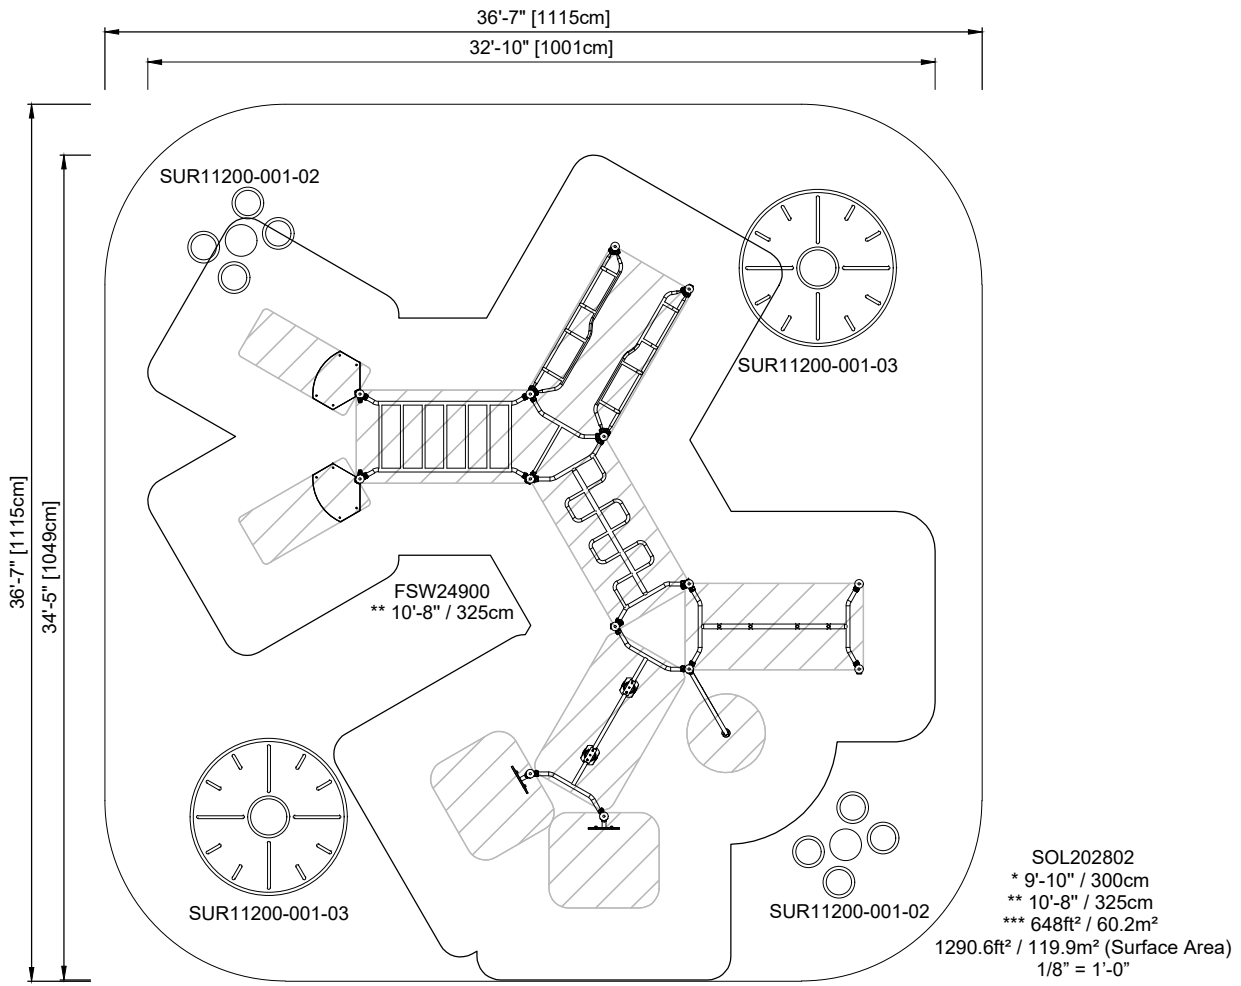 36'-7" [1115cm]
32'-10" [1001cm]
SUR11200-001-02
SUR11200-001-03
36'-7" [1115cm]
34'-5" [1049cm]
FSW24900
** 10'-8" / 325cm
SUR11200-001-03
SUR11200-001-02
SOL202802
* 9'-10" / 300cm
** 10'-8" / 325cm
*** 648ft² / 60.2m²
1290.6ft² / 119.9m² (Surface Area)
1/8” = 1’-0”